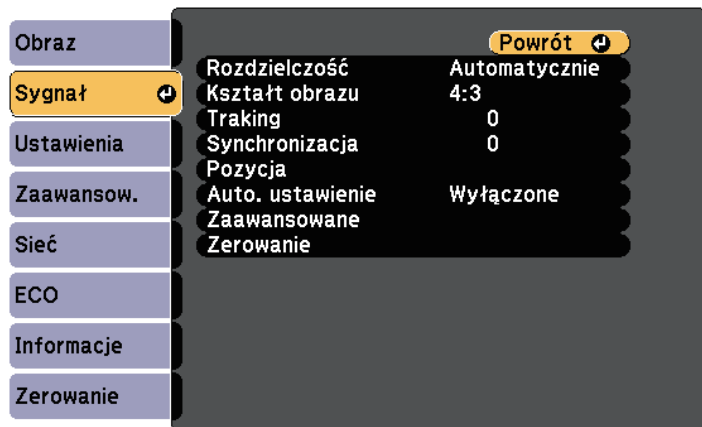 Obraz
Sygnał
Ustawienia
Zaawansow.
Sieć
ECO
Informacje
Zerowanie
Powrót
Rozdzielczość Automatycznie
Kształt obrazu 4:3
Traking 0
Synchronizacja 0
Pozycja
Auto. ustawienie Wyłączone
Zaawansowane
Zerowanie